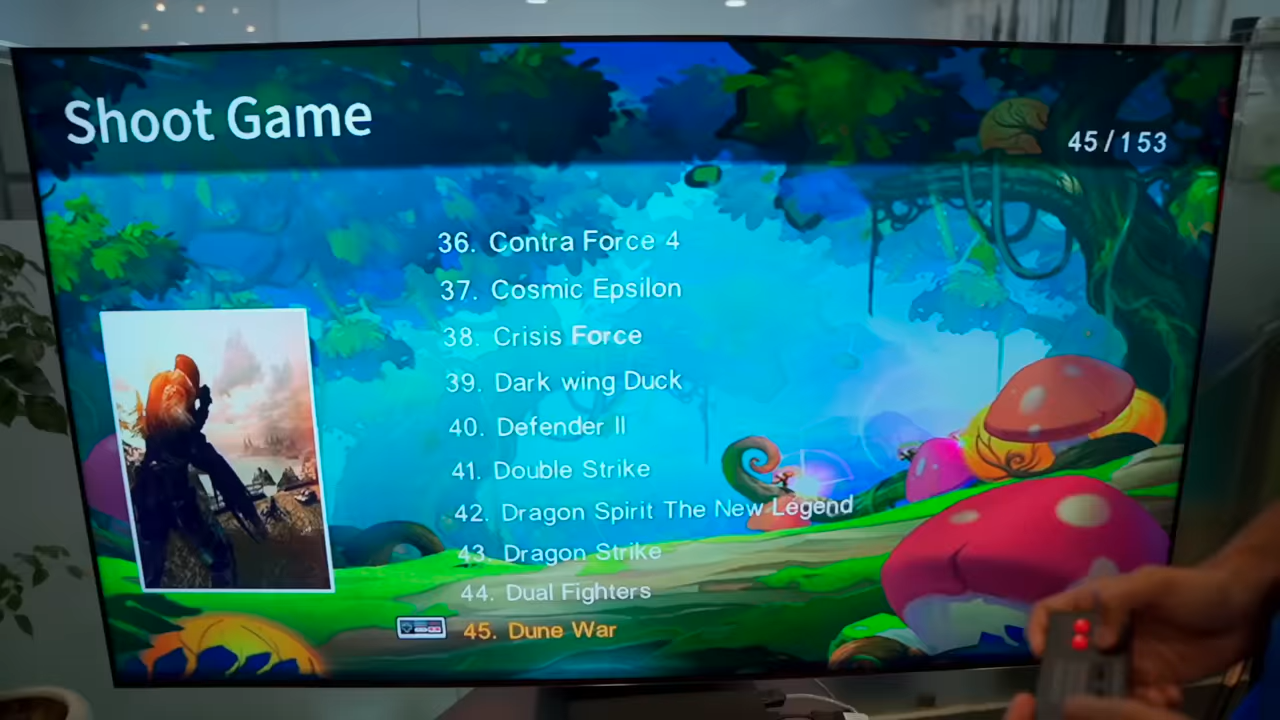 Shoot Game
45/153
36. Contra Force 4
37. Cosmic Epsilon
38. Crisis Force
39. Dark wing Duck
40. Defender II
41. Double Strike
42. Dragon Spirit The New Legend
43. Dragon Strike
44. Dual Fighters
45. Dune War